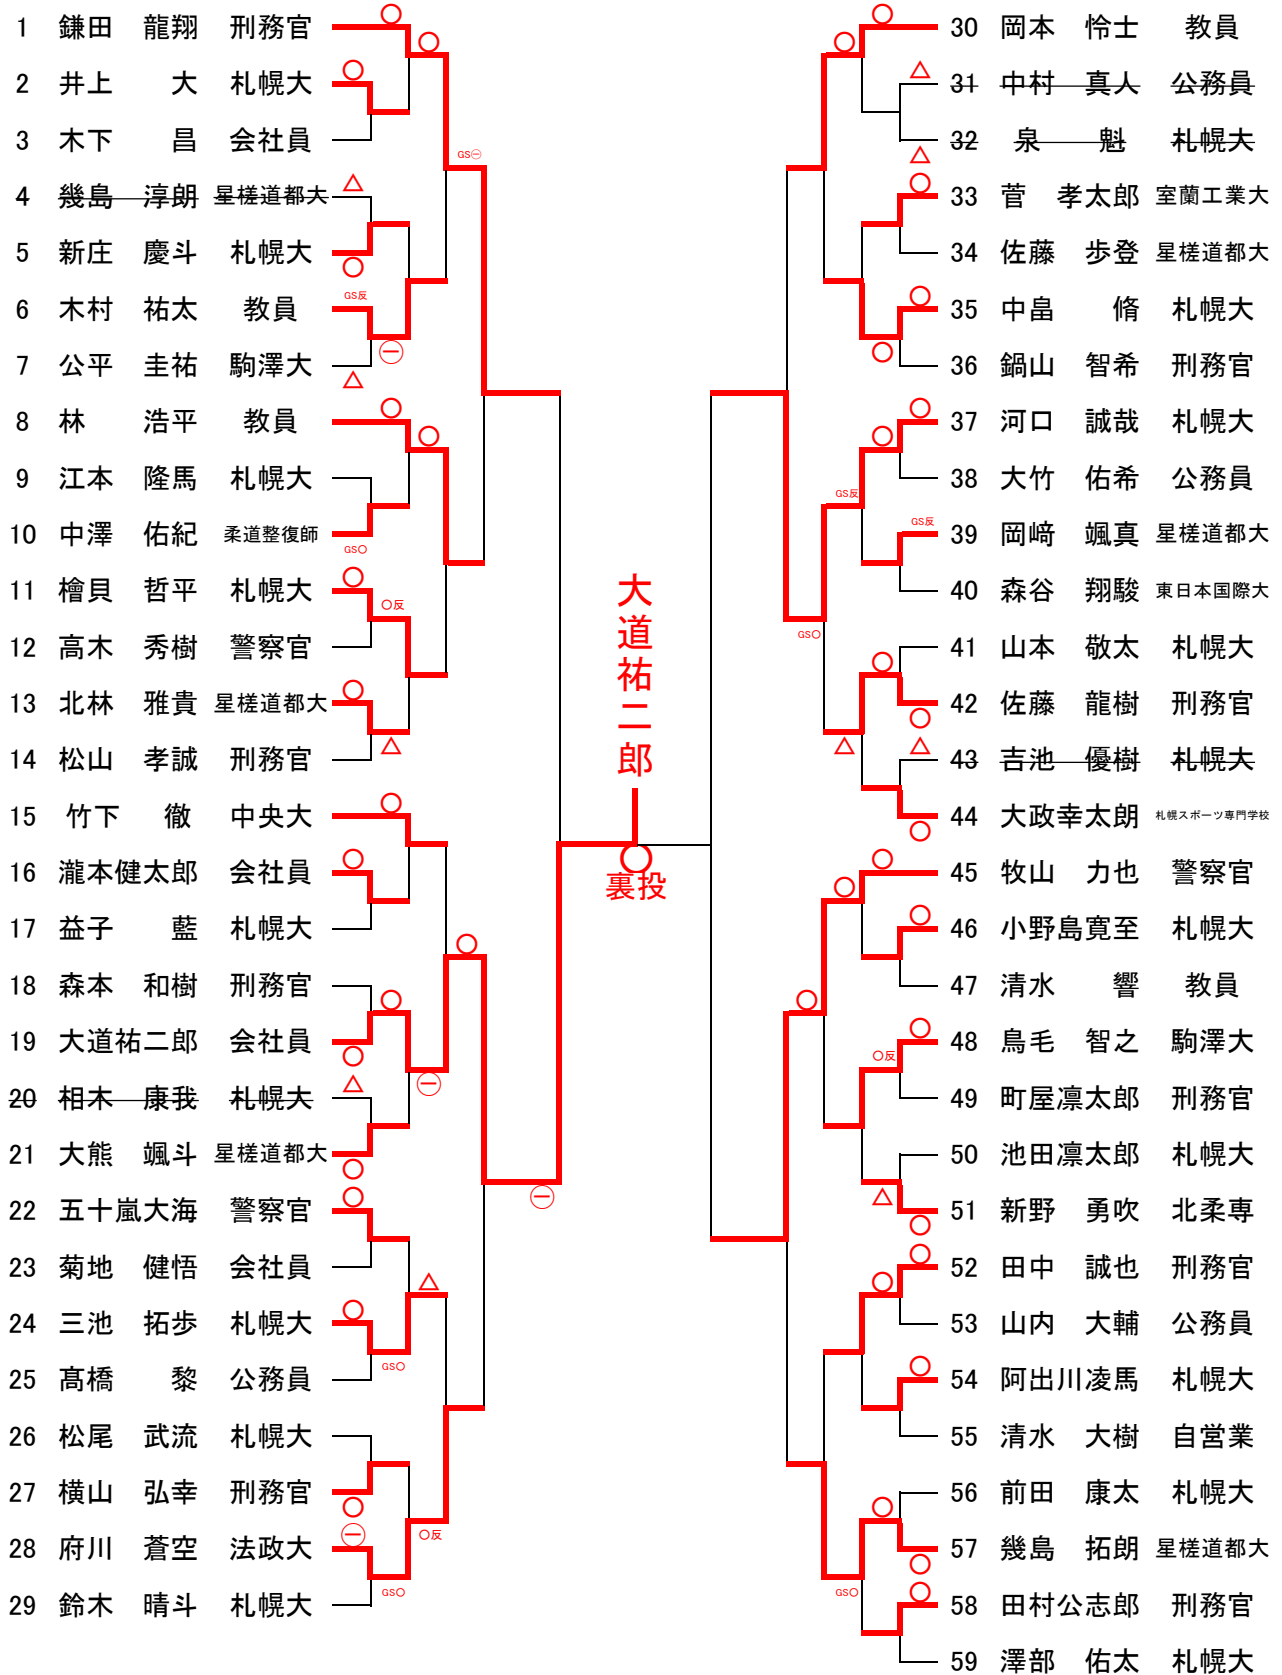 1 鎌田 龍翔 刑務官
2 井上 大 札幌大
3 木下 昌 会社員
GS㊀
4 幾島 淳朗 星槎道都大
5 新庄 慶斗 札幌大
GS反
6 木村 祐太 教員
7 公平 圭祐 駒澤大
㊀
8 林 浩平 教員
9 江本 隆馬 札幌大
10 中澤 佑紀 柔道整復師
GS○
11 檜貝 哲平 札幌大
○反
12 高木 秀樹 警察官
13 北林 雅貴 星槎道都大
14 松山 孝誠 刑務官
15 竹下 徹 中央大
16 瀧本健太郎 会社員
17 益子 藍 札幌大
18 森本 和樹 刑務官
19 大道祐二郎 会社員
㊀
20 相木 康我 札幌大
21 大熊 颯斗 星槎道都大
㊀
22 五十嵐大海 警察官
23 菊地 健悟 会社員
24 三池 拓歩 札幌大
GS○
25 髙橋 黎 公務員
26 松尾 武流 札幌大
27 横山 弘幸 刑務官
㊀
○反
28 府川 蒼空 法政大
GS○
29 鈴木 晴斗 札幌大
大道祐二郎
裏投
30 岡本 怜士 教員
31 中村 真人 公務員
32 泉 魁 札幌大
33 菅 孝太郎 室蘭工業大
34 佐藤 歩登 星槎道都大
35 中畠 脩 札幌大
36 鍋山 智希 刑務官
37 河口 誠哉 札幌大
38 大竹 佑希 公務員
GS反
GS反
39 岡﨑 颯真 星槎道都大
40 森谷 翔駿 東日本国際大
GS○
41 山本 敬太 札幌大
42 佐藤 龍樹 刑務官
43 吉池 優樹 札幌大
44 大政幸太朗 札幌スポーツ専門学校
45 牧山 力也 警察官
46 小野島寛至 札幌大
47 清水 響 教員
48 鳥毛 智之 駒澤大
○反
49 町屋凛太郎 刑務官
50 池田凛太郎 札幌大
51 新野 勇吹 北柔専
52 田中 誠也 刑務官
53 山内 大輔 公務員
54 阿出川凌馬 札幌大
55 清水 大樹 自営業
56 前田 康太 札幌大
57 幾島 拓朗 星槎道都大
GS○
58 田村公志郎 刑務官
59 澤部 佑太 札幌大